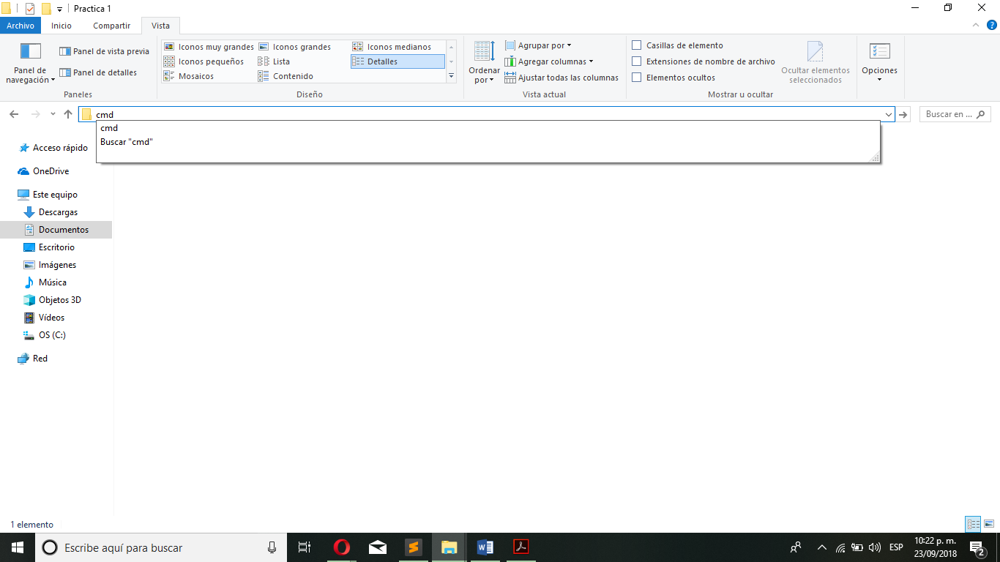 Practica 1
Archivo Inicio Compartir Vista
Panel de navegación
Panel de vista previa
Panel de detalles
Paneles
Iconos muy grandes Iconos grandes Iconos medianos
Iconos pequeños Lista Detalles
Mosaicos Contenido
Diseño
Ordenar por
Agrupar por
Agregar columnas
Ajustar todas las columnas
Vista actual
Casillas de elemento
Extensiones de nombre de archivo
Elementos ocultos
Ocultar elementos
seleccionados
Mostrar u ocultar
Opciones
cmd
Buscar en ...
cmd
Buscar "cmd"
Acceso rápido
OneDrive
Este equipo
Descargas
Documentos
Escritorio
Imágenes
Música
Objetos 3D
Vídeos
OS (C:)
Red
1 elemento
Escribe aquí para buscar
ESP
10:22 p. m.
23/09/2018
2